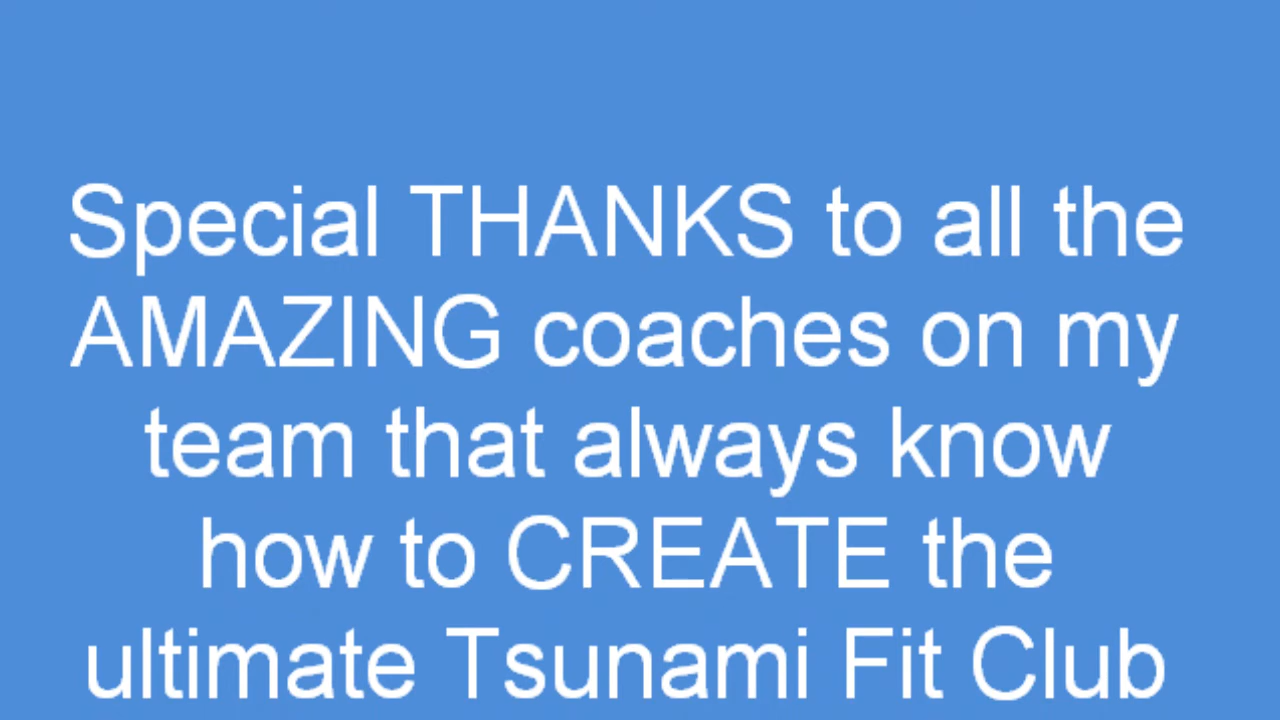 Special THANKS to all the
AMAZING coaches on my
team that always know
how to CREATE the
ultimate Tsunami Fit Club